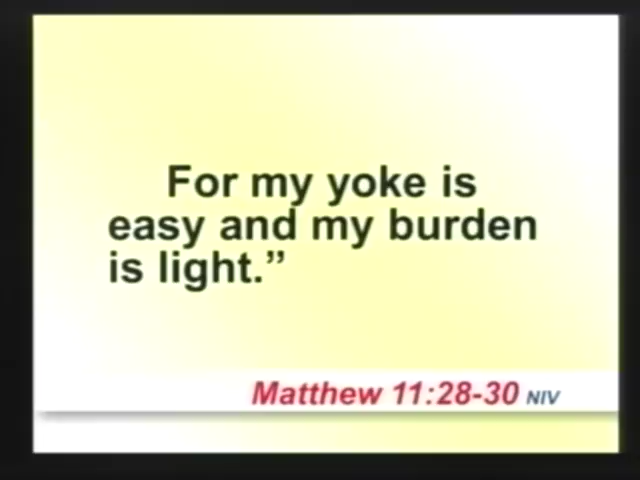 For my yoke is
easy and my burden
is light.”
Matthew 11:28-30 NIV